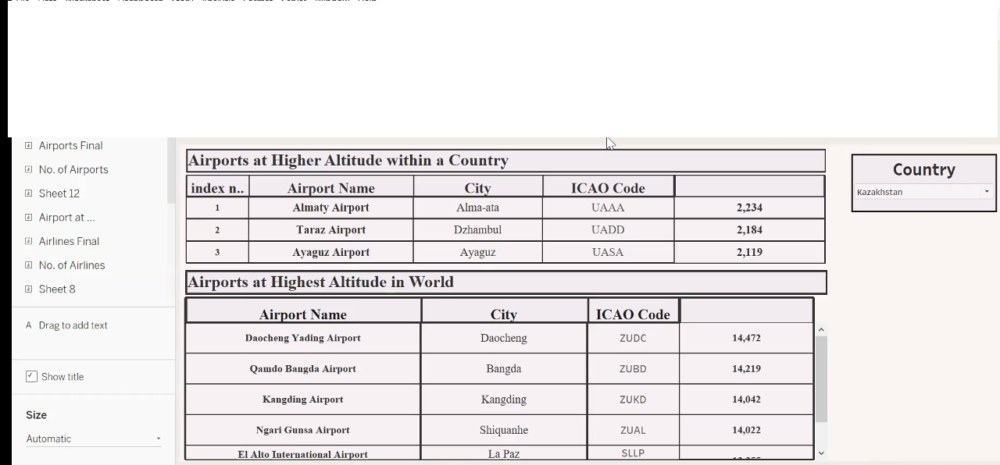 Airports Final
No. of Airports
Sheet 12
Airport at ...
Airlines Final
No. of Airlines
Sheet 8
A Drag to add text
Show title
Size
Automatic
Airports at Higher Altitude within a Country
index n.. Airport Name City ICAO Code
1 Almaty Airport Alma-ata UAAA 2,234
2 Taraz Airport Dzhambul UADD 2,184
3 Ayaguz Airport Ayaguz UASA 2,119
Airports at Highest Altitude in World
Airport Name City ICAO Code
Daocheng Yading Airport Daocheng ZUDC 14,472
Qamdo Bangda Airport Bangda ZUBD 14,219
Kangding Airport Kangding ZUKD 14,042
Ngari Gunsa Airport Shiquanhe ZUAL 14,022
El Alto International Airport La Paz SLLP
Country
Kazakhstan